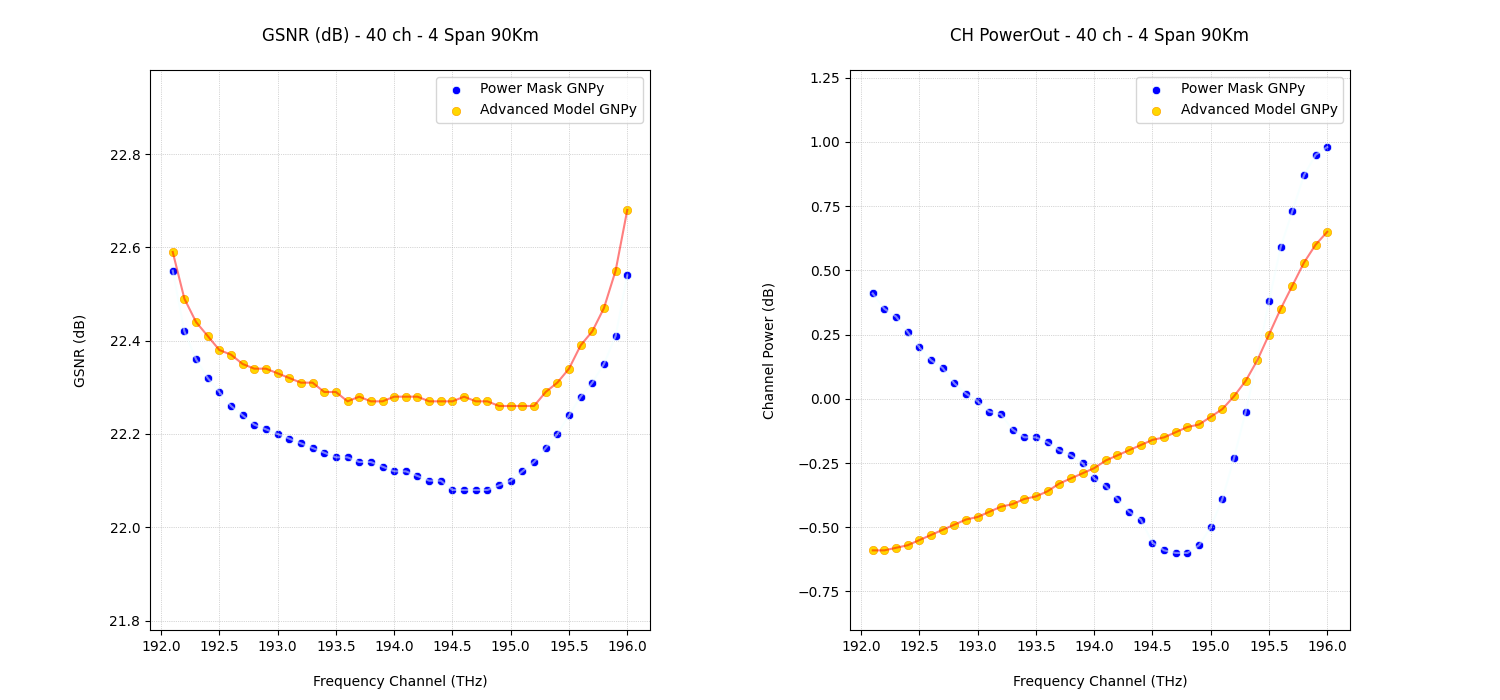 GSNR (dB) - 40 ch - 4 Span 90Km
Power Mask GNPy
Advanced Model GNPy
22.8
22.6
22.4
22.2
22.0
21.8
GSNR (dB)
192.0 192.5 193.0 193.5 194.0 194.5 195.0 195.5 196.0
Frequency Channel (THz)
CH PowerOut - 40 ch - 4 Span 90Km
Power Mask GNPy
Advanced Model GNPy
1.25
1.00
0.75
0.50
0.25
0.00
−0.25
−0.50
−0.75
Channel Power (dB)
192.0 192.5 193.0 193.5 194.0 194.5 195.0 195.5 196.0
Frequency Channel (THz)